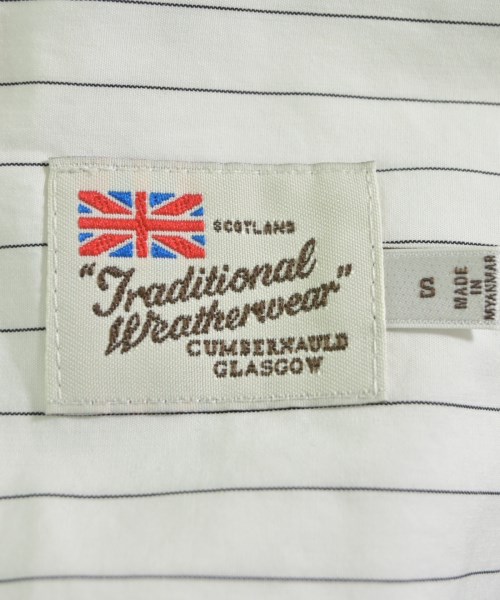 SCOTLAND
"Traditional
Weatherwear"
CUMBERNAULD
GLASGOW
S
MADE
IN
MYANMAR